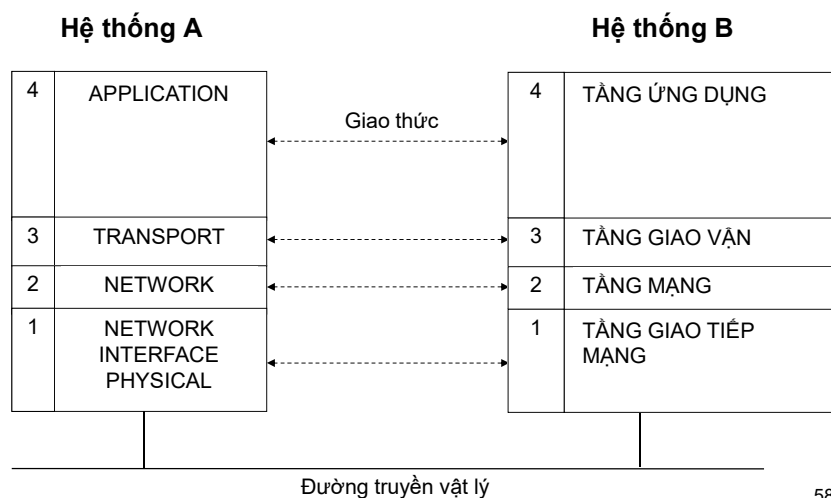 Hệ thống A
Hệ thống B
4
APPLICATION
Giao thức
4
TẦNG ỨNG DỤNG
3
TRANSPORT
3
TẦNG GIAO VẬN
2
NETWORK
2
TẦNG MẠNG
1
NETWORK
INTERFACE
PHYSICAL
1
TẦNG GIAO TIẾP
MẠNG
Đường truyền vật lý
58